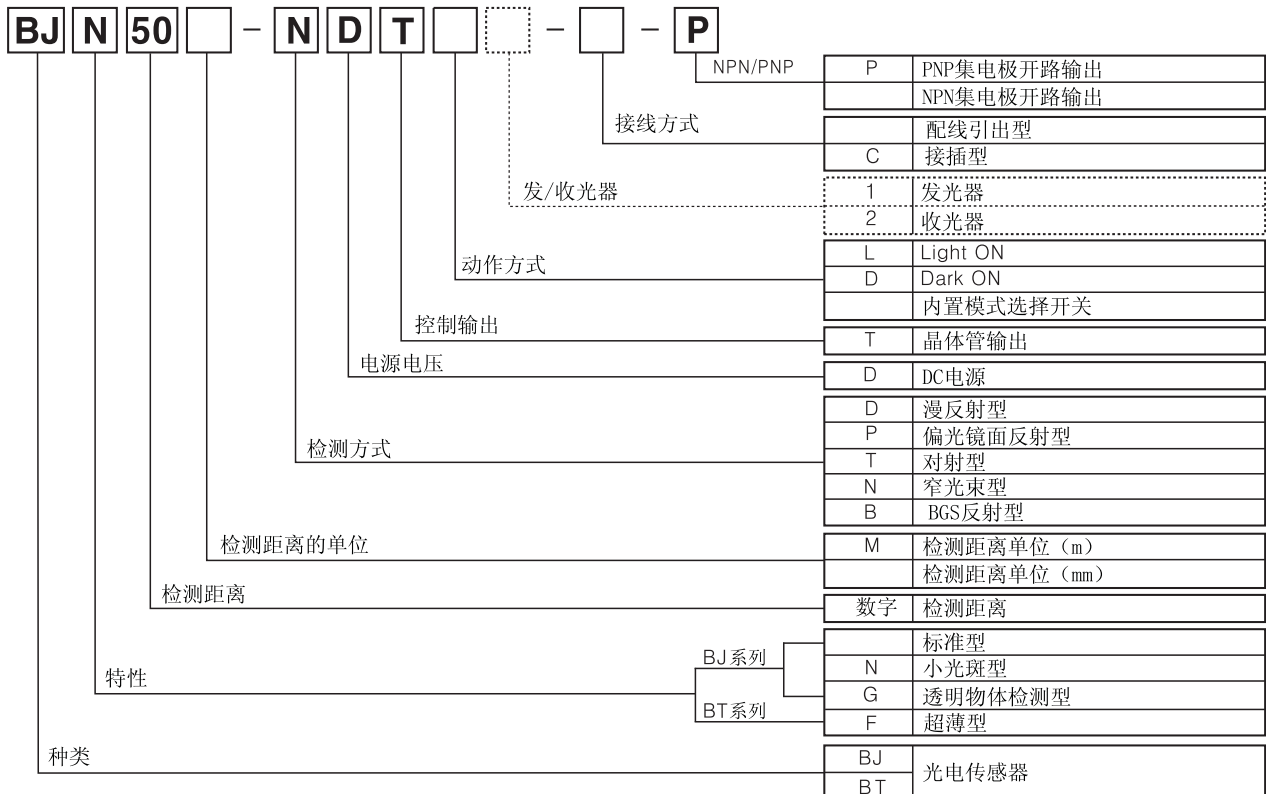 BJ N 50 - N D T - - P
NPN/PNP
P PNP集电极开路输出
NPN集电极开路输出
接线方式
配线引出型
C 接插型
发/收光器
1 发光器
2 收光器
动作方式
L Light ON
D Dark ON
内置模式选择开关
控制输出
T 晶体管输出
电源电压
D DC电源
检测方式
D 漫反射型
P 偏光镜面反射型
T 对射型
N 窄光束型
B BGS反射型
检测距离的单位
M 检测距离单位（m）
检测距离单位（mm）
检测距离
数字 检测距离
特性
BJ系列
标准型
N 小光斑型
G 透明物体检测型
BT系列
F 超薄型
种类
BJ
光电传感器
BT